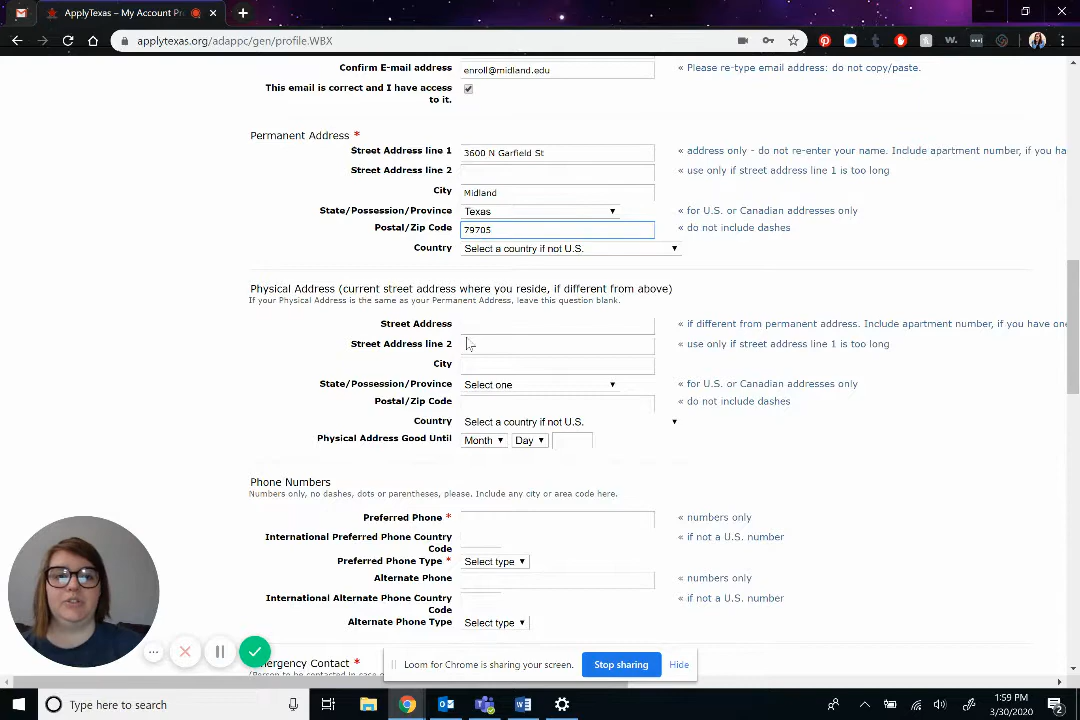 ApplyTexas – My Account Pr
applytexas.org/adappc/gen/profile.WBX
Confirm E-mail address
enroll@midland.edu
« Please re-type email address: do not copy/paste.
This email is correct and I have access
to it.
Permanent Address *
Street Address line 1
3600 N Garfield St
« address only - do not re-enter your name. Include apartment number, if you ha
Street Address line 2
« use only if street address line 1 is too long
City
Midland
State/Possession/Province
Texas
« for U.S. or Canadian addresses only
Postal/Zip Code
79705
« do not include dashes
Country
Select a country if not U.S.
Physical Address (current street address where you reside, if different from above)
If your Physical Address is the same as your Permanent Address, leave this question blank.
Street Address
« if different from permanent address. Include apartment number, if you have one
Street Address line 2
« use only if street address line 1 is too long
City
State/Possession/Province
Select one
« for U.S. or Canadian addresses only
Postal/Zip Code
« do not include dashes
Country
Select a country if not U.S.
Physical Address Good Until
Month
Day
Phone Numbers
Numbers only, no dashes, dots or parentheses, please. Include any city or area code here.
Preferred Phone *
« numbers only
International Preferred Phone Country
Code
« if not a U.S. number
Preferred Phone Type *
Select type
Alternate Phone
« numbers only
International Alternate Phone Country
Code
« if not a U.S. number
Alternate Phone Type
Select type
mergency Contact *
(Person to be contacted in case o
Loom for Chrome is sharing your screen.
Stop sharing
Hide
Type here to search
1:59 PM
3/30/2020
2